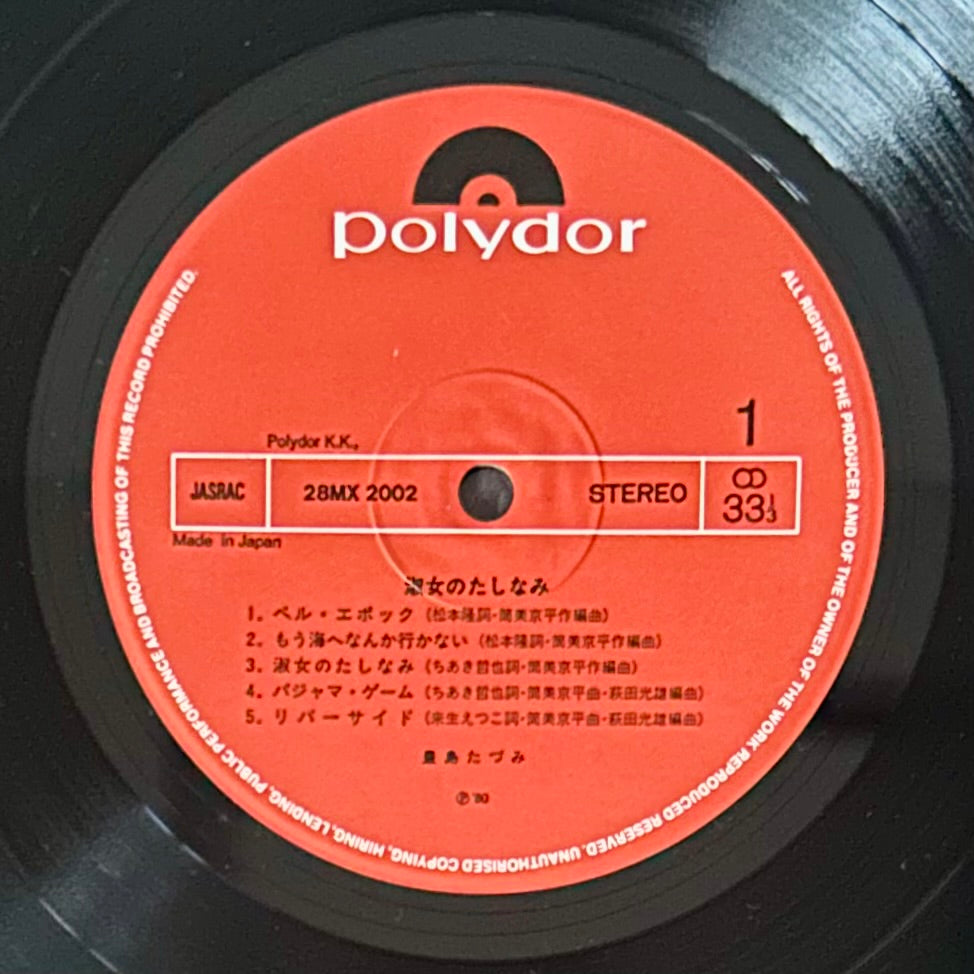 polydor
ALL RIGHTS OF THE PRODUCER AND OF THE OWNER OF THE WORK REPRODUCED RESERVED. UNAUTHORISED COPYING, HIRING, LENDING, PUBLIC PERFORMANCE AND BROADCASTING OF THIS RECORD PROHIBITED.
1
Polydor K.K.,
JASRAC 28MX 2002 STEREO 33 1/3
Made in Japan
淑女のたしなみ
1. ベル・エポック (松本隆詞・筒美京平作編曲)
2. もう海へなんか行かない (松本隆詞・筒美京平作編曲)
3. 淑女のたしなみ (ちあき哲也詞・筒美京平作編曲)
4. パジャマ・ゲーム (ちあき哲也詞・筒美京平曲・萩田光雄編曲)
5. リバーサイド (来生えつこ詞・筒美京平曲・萩田光雄編曲)
豊島たづみ
℗'80